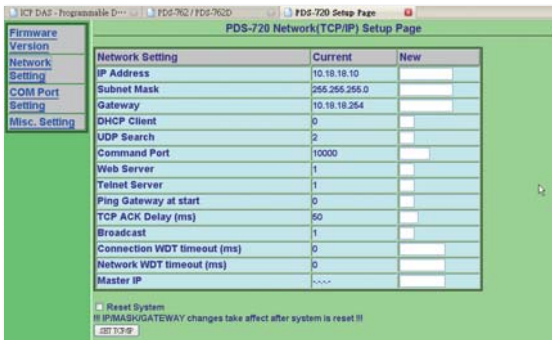 ICP DAS - Programmable D...
PDS-762 / PDS-762D
PDS-720 Setup Page
Firmware Version
Network Setting
COM Port Setting
Misc. Setting
PDS-720 Network(TCP/IP) Setup Page
Network Setting Current New
IP Address 10.18.18.10
Subnet Mask 255.255.255.0
Gateway 10.18.18.254
DHCP Client 0
UDP Search 2
Command Port 10000
Web Server 1
Telnet Server 1
Ping Gateway at start 0
TCP ACK Delay (ms) 50
Broadcast 1
Connection WDT timeout (ms) 0
Network WDT timeout (ms) 0
Master IP -.-.-.-
Reset System
!!! IP/MASK/GATEWAY changes take affect after system is reset !!!
SET TCP/IP